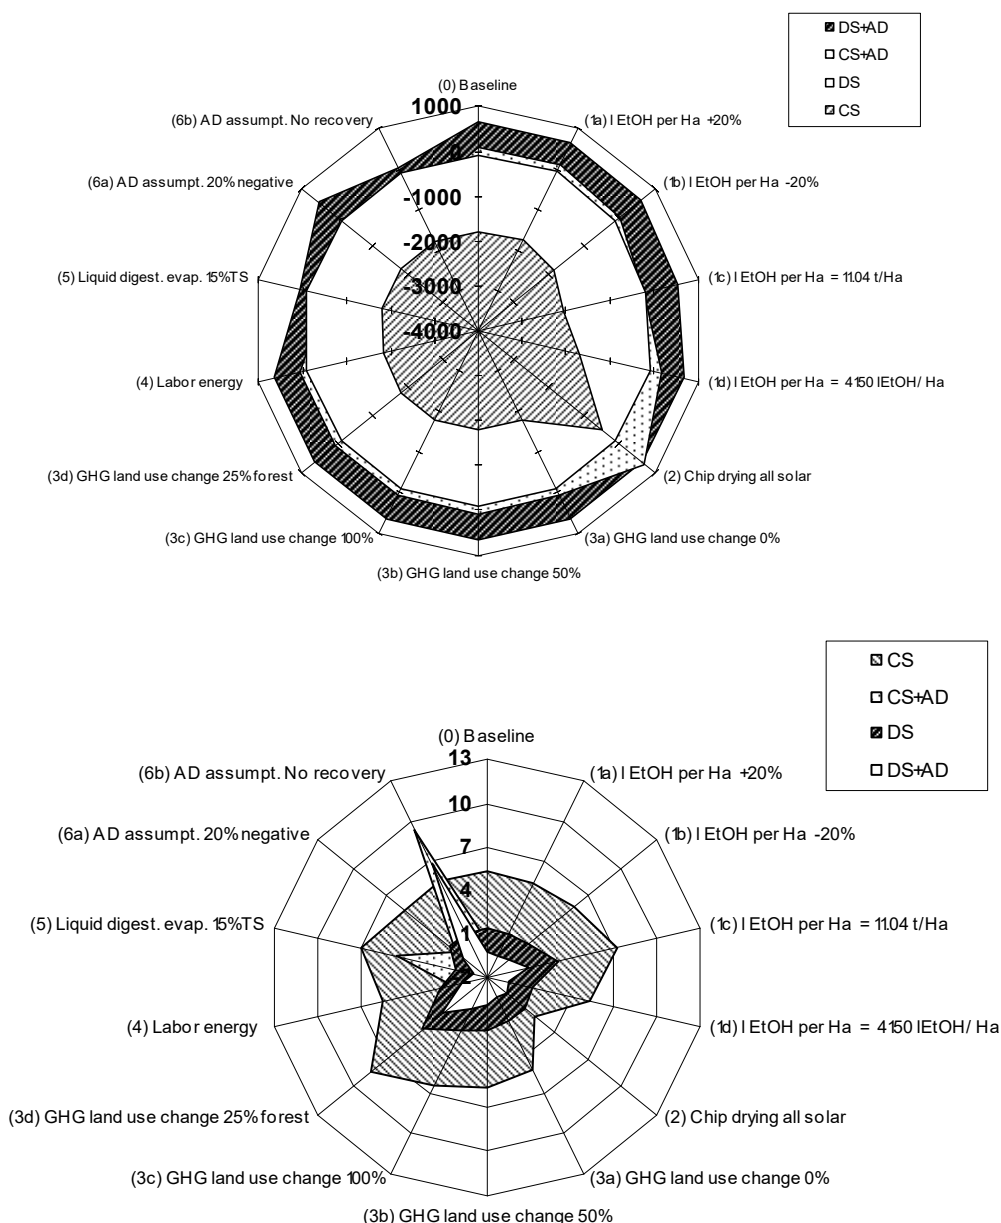 DS+AD
CS+AD
DS
CS
(0) Baseline
1000
(6b) AD assumpt. No recovery
(1a) l EtOH per Ha +20%
0
(6a) AD assumpt. 20% negative
(1b) l EtOH per Ha -20%
-1000
-2000
(5) Liquid digest. evap. 15%TS
(1c) l EtOH per Ha = 11.04 t/Ha
-3000
-4000
(4) Labor energy
(1d) l EtOH per Ha = 4150 lEtOH/ Ha
(3d) GHG land use change 25% forest
(2) Chip drying all solar
(3c) GHG land use change 100%
(3a) GHG land use change 0%
(3b) GHG land use change 50%
CS
CS+AD
DS
DS+AD
(0) Baseline
13
(6b) AD assumpt. No recovery
(1a) l EtOH per Ha +20%
10
(6a) AD assumpt. 20% negative
(1b) l EtOH per Ha -20%
7
4
(5) Liquid digest. evap. 15%TS
(1c) l EtOH per Ha = 11.04 t/Ha
1
-2
(4) Labor energy
(1d) l EtOH per Ha = 4150 lEtOH/ Ha
(3d) GHG land use change 25% forest
(2) Chip drying all solar
(3c) GHG land use change 100%
(3a) GHG land use change 0%
(3b) GHG land use change 50%